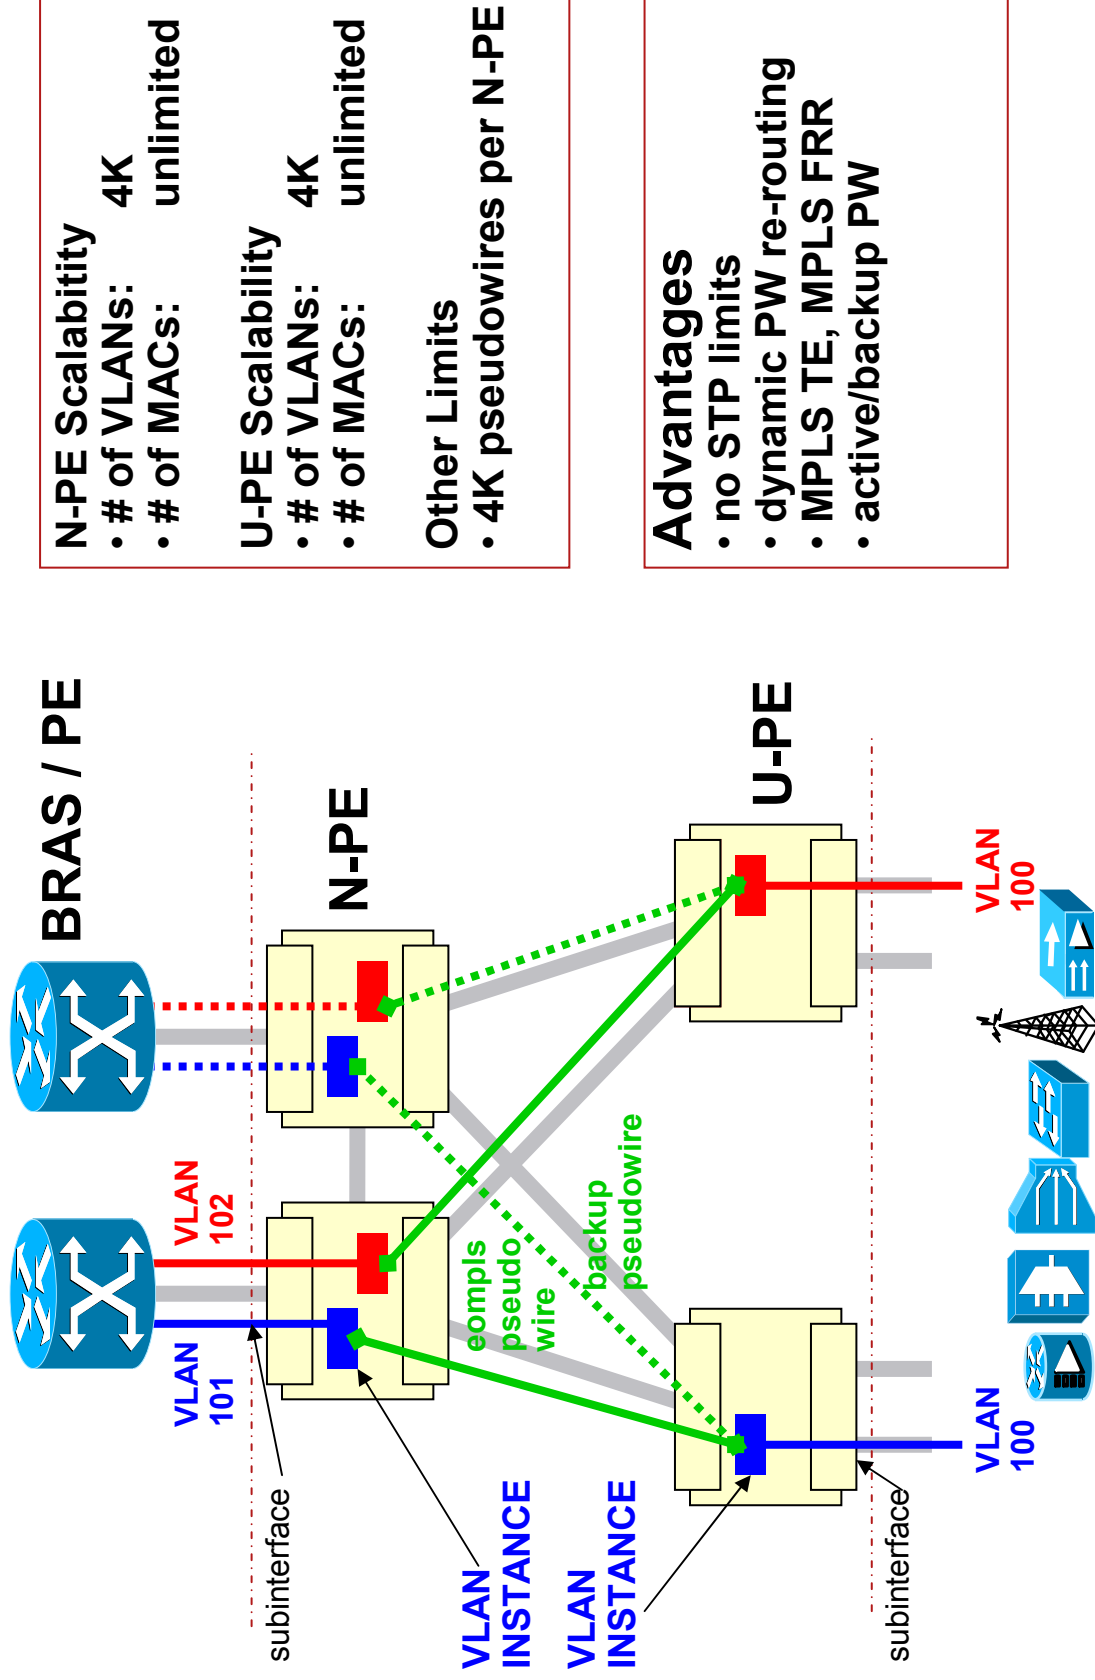 BRAS / PE
VLAN
101
VLAN
102
subinterface
N-PE
VLAN
INSTANCE
eompls
pseudo
wire
backup
pseudowire
VLAN
INSTANCE
U-PE
subinterface
VLAN
100
VLAN
100
N-PE Scalabitity
• # of VLANs: 4K
• # of MACs: unlimited
U-PE Scalability
• # of VLANs: 4K
• # of MACs: unlimited
Other Limits
• 4K pseudowires per N-PE
Advantages
• no STP limits
• dynamic PW re-routing
• MPLS TE, MPLS FRR
• active/backup PW